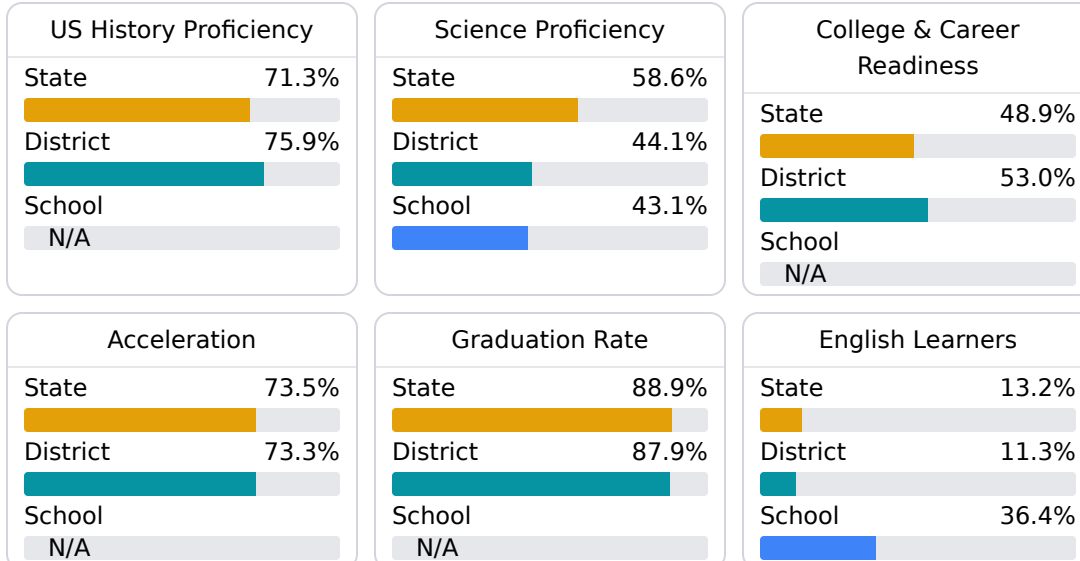 US History Proficiency
State 71.3%
District 75.9%
School
N/A
Science Proficiency
State 58.6%
District 44.1%
School 43.1%
College & Career
Readiness
State 48.9%
District 53.0%
School
N/A
Acceleration
State 73.5%
District 73.3%
School
N/A
Graduation Rate
State 88.9%
District 87.9%
School
N/A
English Learners
State 13.2%
District 11.3%
School 36.4%